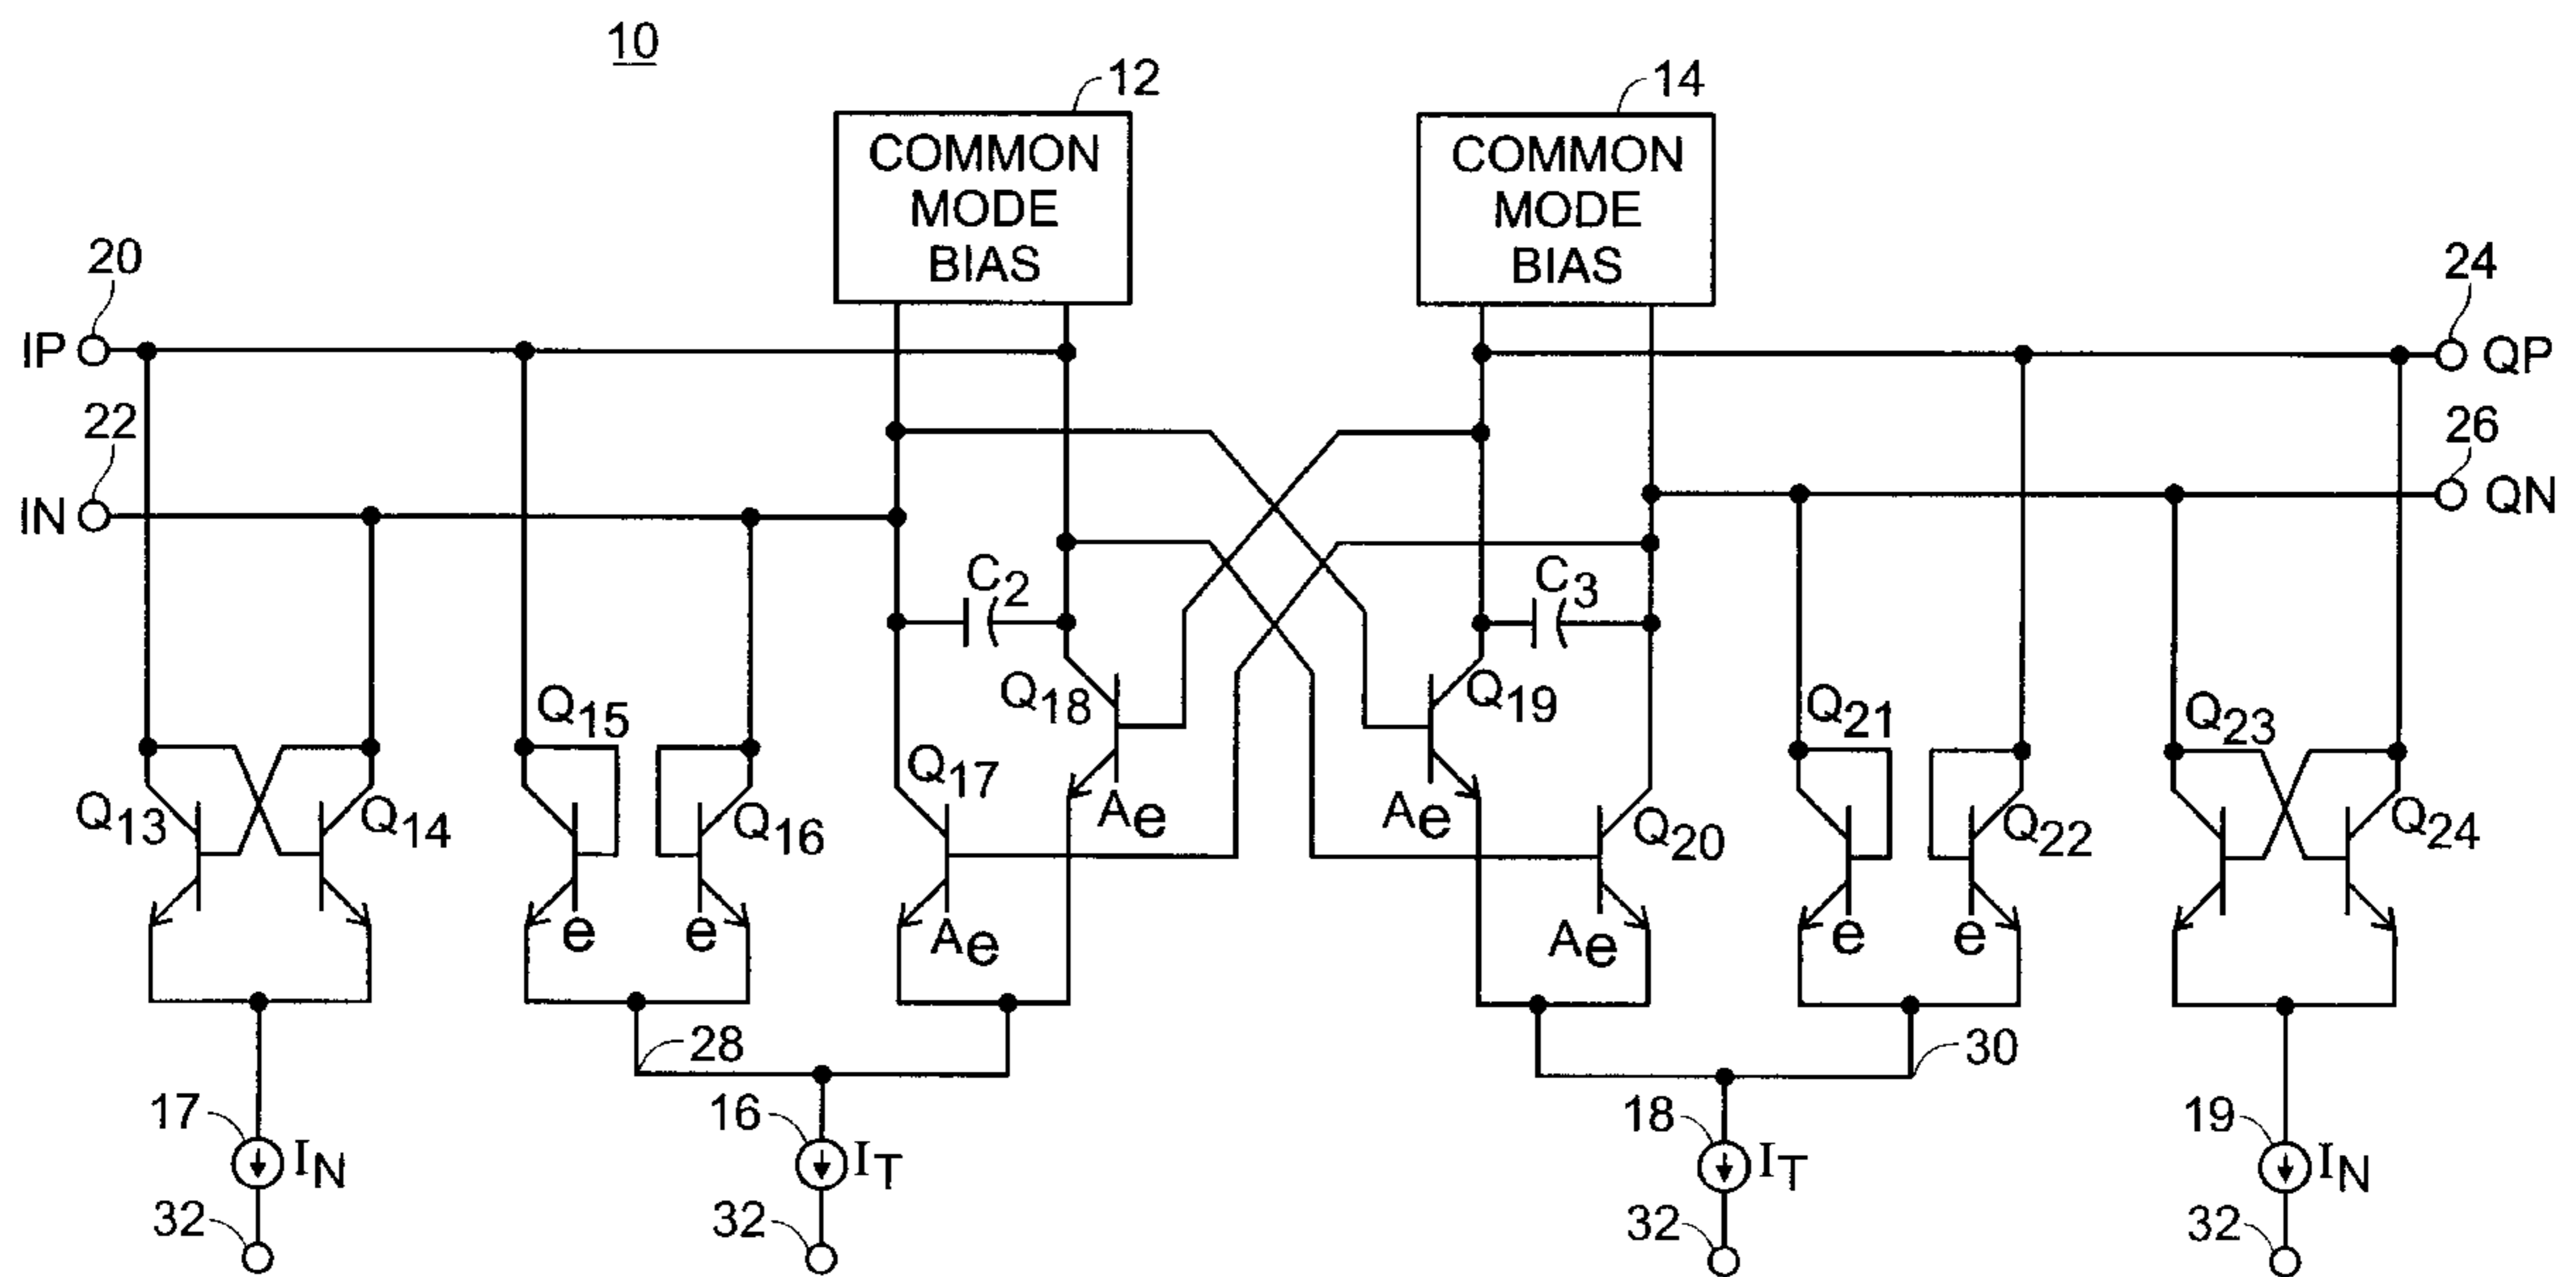 10
12
14
COMMON
MODE
BIAS
COMMON
MODE
BIAS
20
24
IP
QP
22
26
IN
QN
C2
C3
Q18
Q19
Q15
Q21
Q23
Q17
Q13
Q14
Q16
Ae
Ae
Q20
Q22
Q24
e
e
Ae
Ae
e
e
28
30
17
IN
16
IT
18
IT
19
IN
32
32
32
32